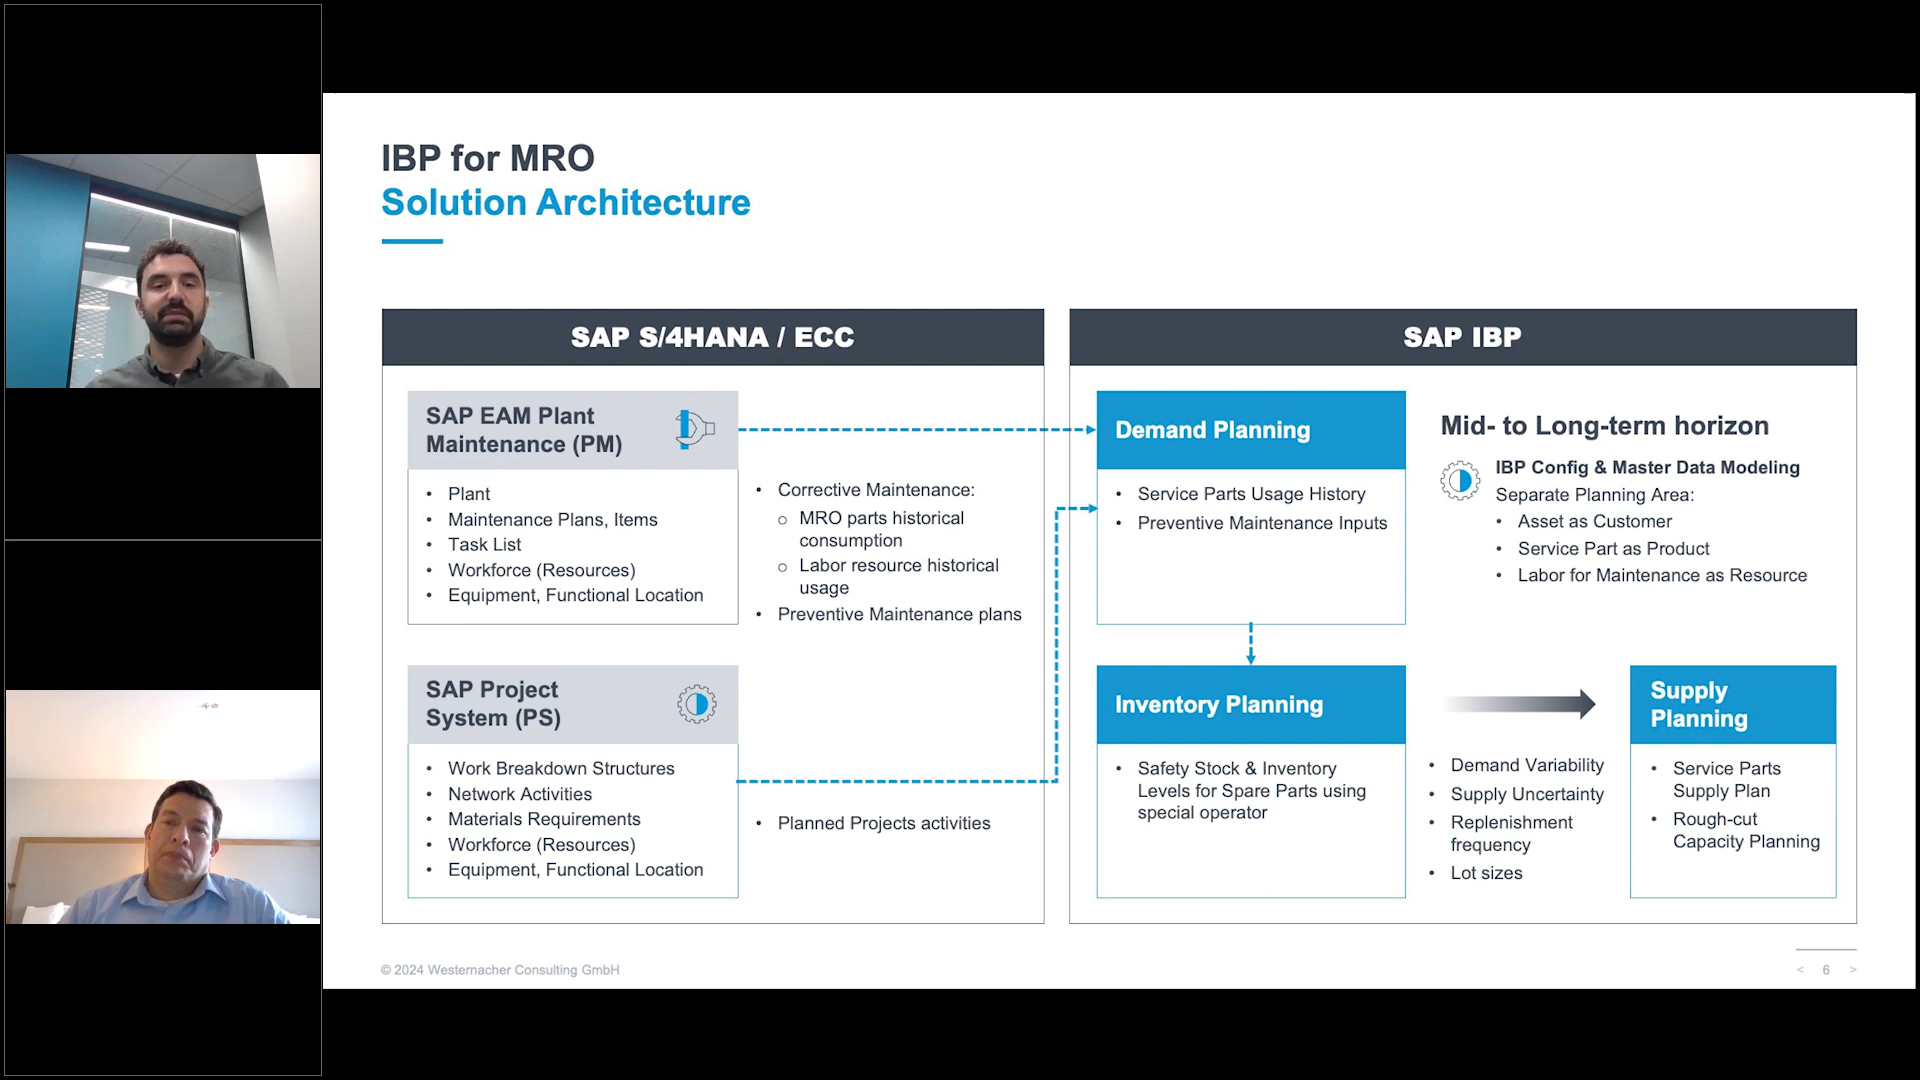 IBP for MRO
Solution Architecture
SAP S/4HANA / ECC
SAP EAM Plant
Maintenance (PM)
• Plant
• Maintenance Plans, Items
• Task List
• Workforce (Resources)
• Equipment, Functional Location
• Corrective Maintenance:
o MRO parts historical
consumption
o Labor resource historical
usage
• Preventive Maintenance plans
SAP Project
System (PS)
• Work Breakdown Structures
• Network Activities
• Materials Requirements
• Workforce (Resources)
• Equipment, Functional Location
• Planned Projects activities
SAP IBP
Demand Planning
• Service Parts Usage History
• Preventive Maintenance Inputs
Mid- to Long-term horizon
IBP Config & Master Data Modeling
Separate Planning Area:
• Asset as Customer
• Service Part as Product
• Labor for Maintenance as Resource
Inventory Planning
• Safety Stock & Inventory
Levels for Spare Parts using
special operator
• Demand Variability
• Supply Uncertainty
• Replenishment
frequency
• Lot sizes
Supply
Planning
• Service Parts
Supply Plan
• Rough-cut
Capacity Planning
© 2024 Westernacher Consulting GmbH
< 6 >